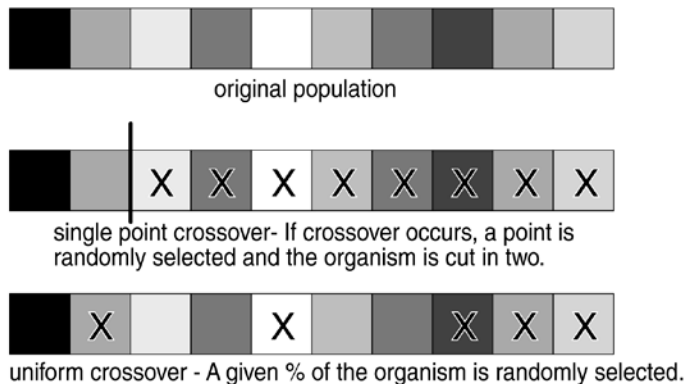 original population
X X X X X X X X
single point crossover- If crossover occurs, a point is
randomly selected and the organism is cut in two.
X X X X X
uniform crossover - A given % of the organism is randomly selected.